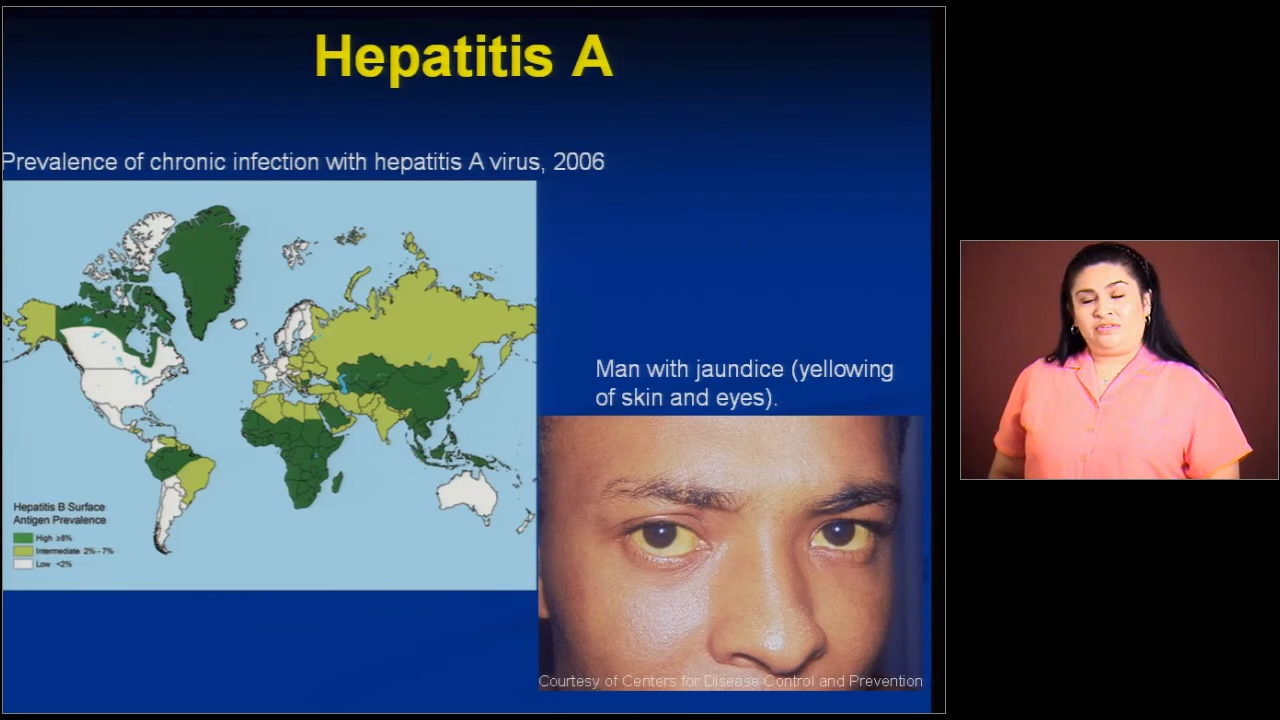 Hepatitis A
Prevalence of chronic infection with hepatitis A virus, 2006
Hepatitis B Surface
Antigen Prevalence
High ≥8%
Intermediate 2% - 7%
Low <2%
Man with jaundice (yellowing
of skin and eyes).
Courtesy of Centers for Disease Control and Prevention